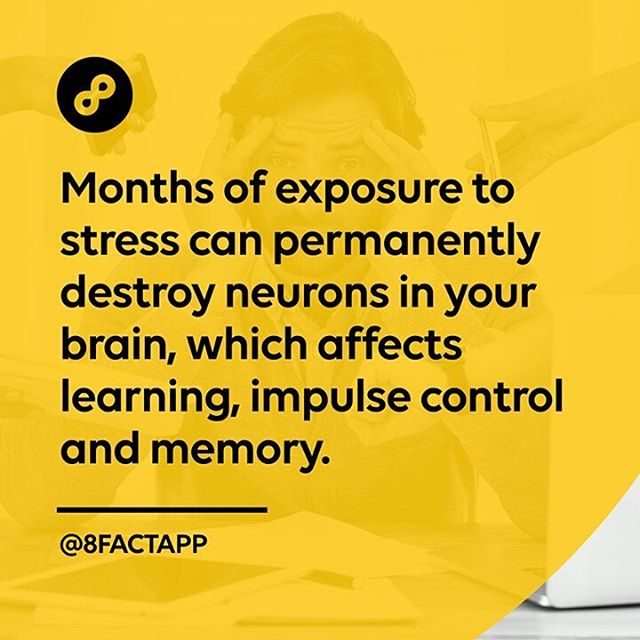 Months of exposure to
stress can permanently
destroy neurons in your
brain, which affects
learning, impulse control
and memory.
@8FACTAPP